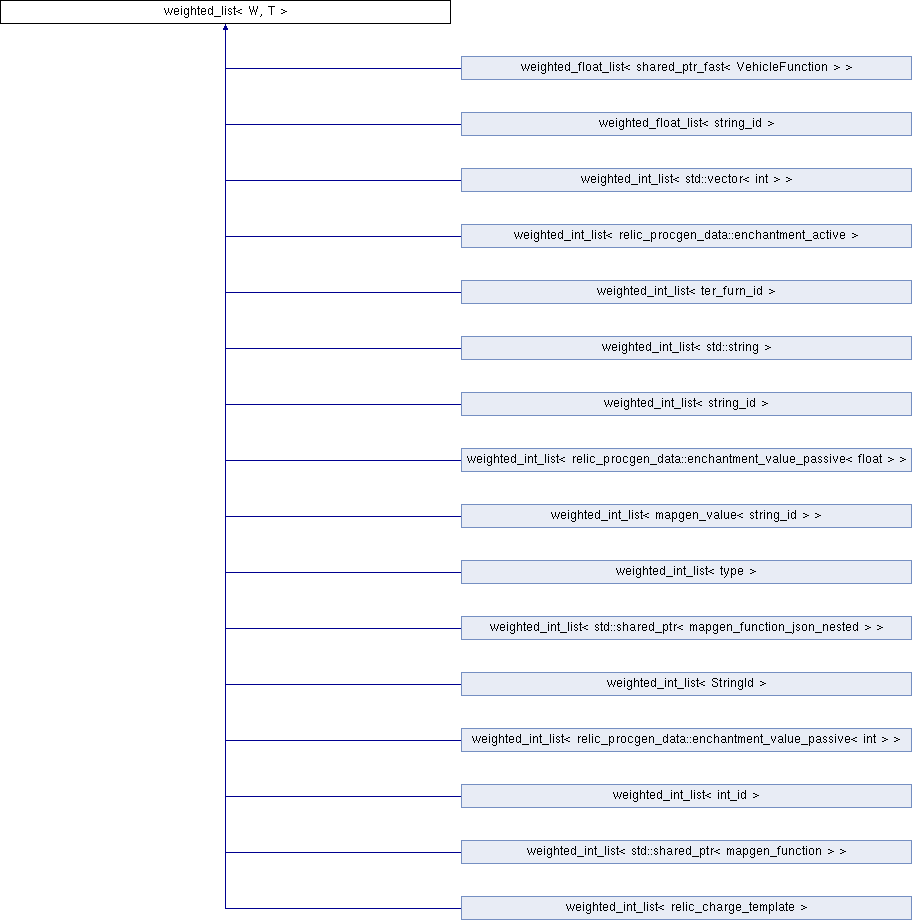 weighted_list< W, T >
weighted_float_list< shared_ptr_fast< VehicleFunction > >
weighted_float_list< string_id >
weighted_int_list< std::vector< int > >
weighted_int_list< relic_procgen_data::enchantment_active >
weighted_int_list< ter_furn_id >
weighted_int_list< std::string >
weighted_int_list< string_id >
weighted_int_list< relic_procgen_data::enchantment_value_passive< float > >
weighted_int_list< mapgen_value< string_id > >
weighted_int_list< type >
weighted_int_list< std::shared_ptr< mapgen_function_json_nested > >
weighted_int_list< StringId >
weighted_int_list< relic_procgen_data::enchantment_value_passive< int > >
weighted_int_list< int_id >
weighted_int_list< std::shared_ptr< mapgen_function > >
weighted_int_list< relic_charge_template >